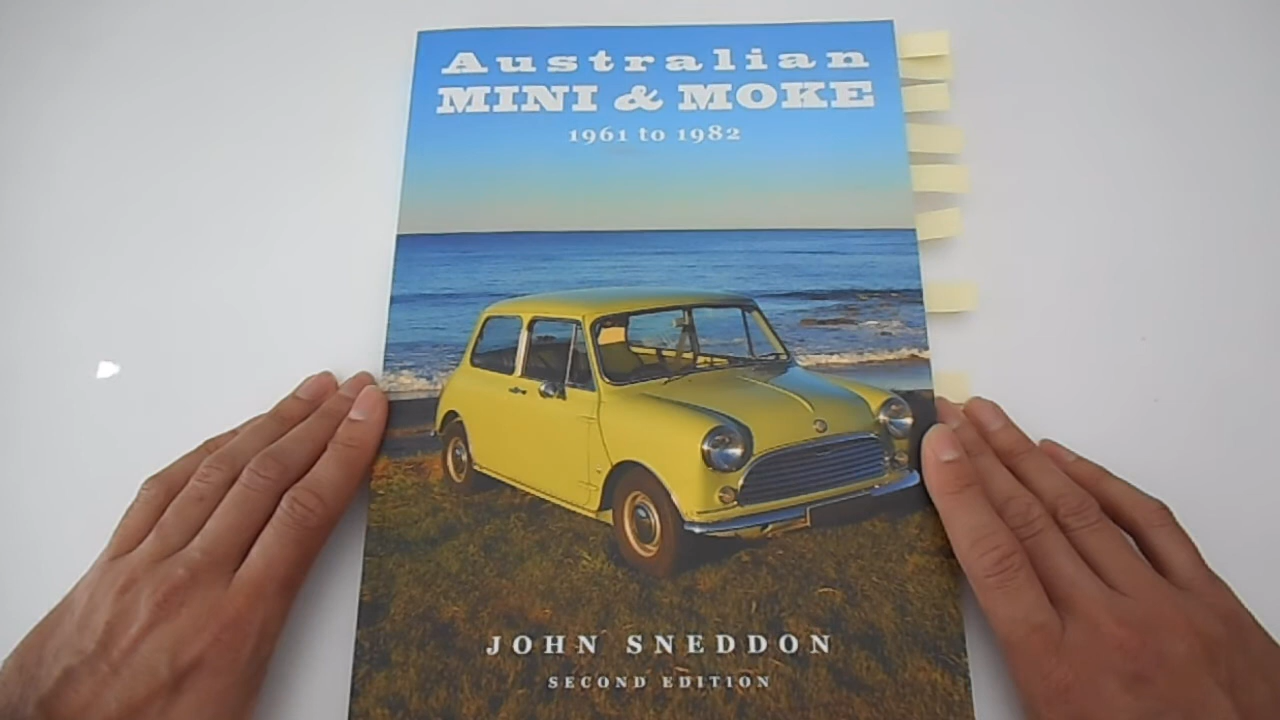 Australian
MINI & MOKE
1961 to 1982
JOHN SNEDDON
SECOND EDITION